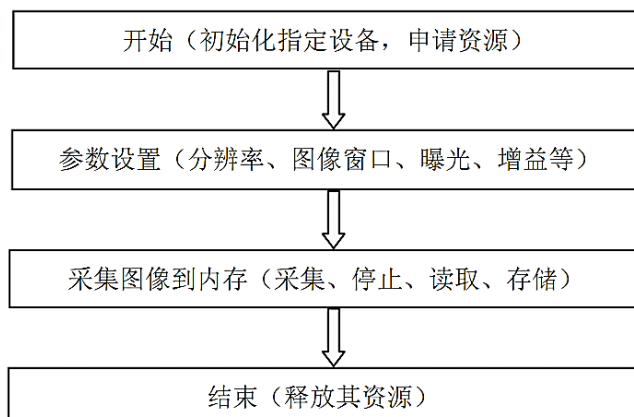 开始（初始化指定设备，申请资源）
参数设置（分辨率、图像窗口、曝光、增益等）
采集图像到内存（采集、停止、读取、存储）
结束（释放其资源）